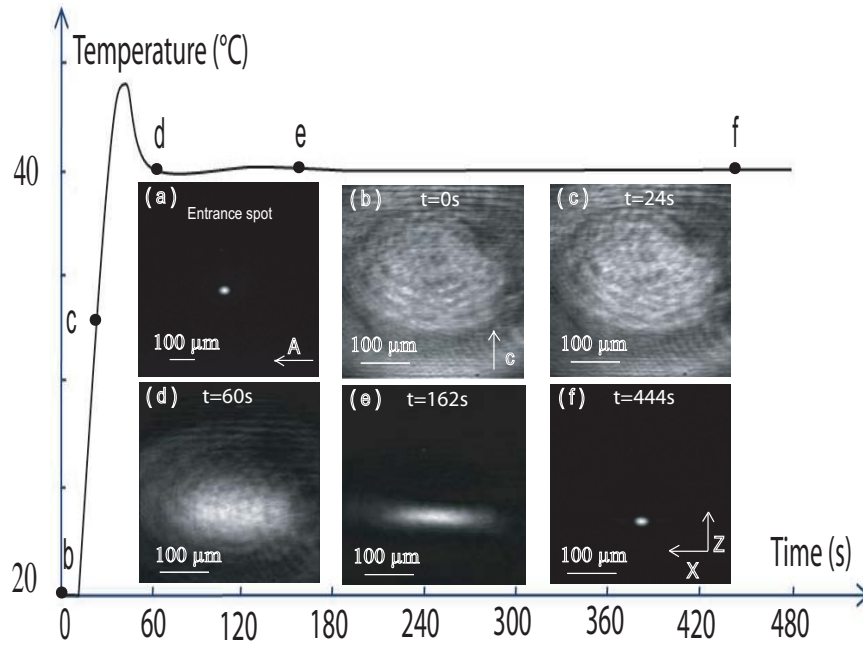 Temperature (°C)
d
e
f
40
(a)
Entrance spot
100 μm
A
(b)
t=0s
100 μm
c
(c)
t=24s
100 μm
c
(d)
t=60s
100 μm
(e)
t=162s
100 μm
(f)
t=444s
100 μm
Z
X
b
20
Time (s)
0 60 120 180 240 300 360 420 480